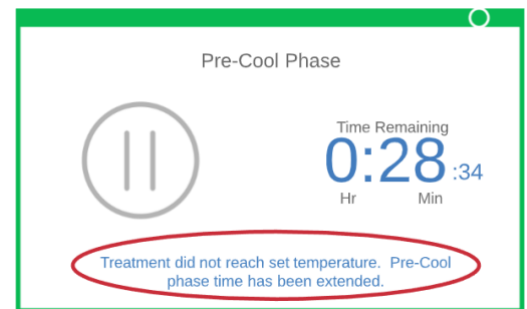 Pre-Cool Phase
Time Remaining
0:28:34
Hr Min
Treatment did not reach set temperature. Pre-Cool
phase time has been extended.